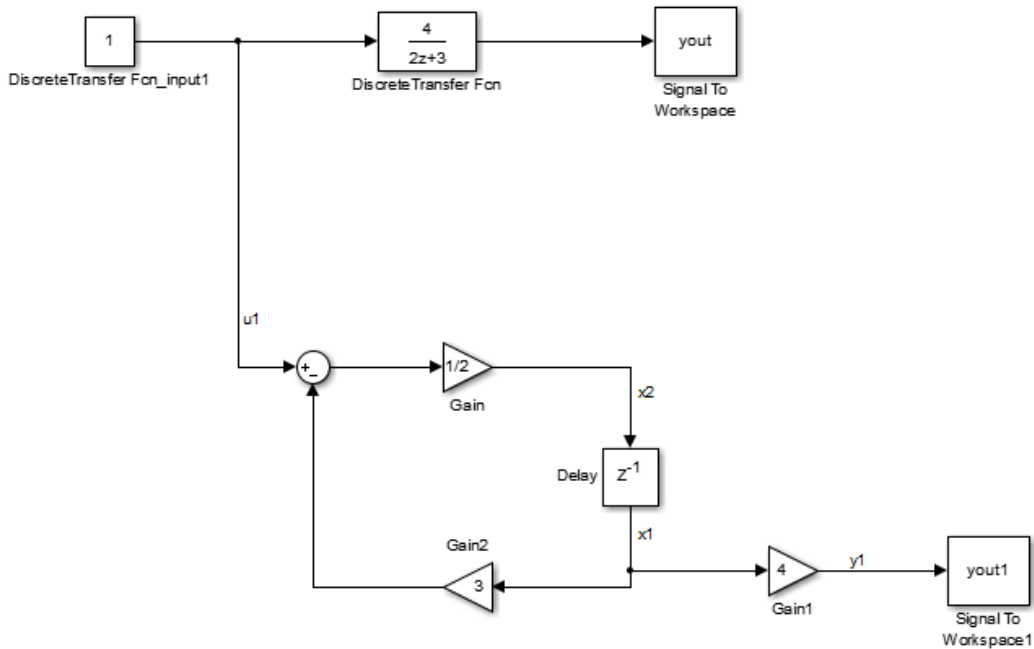 1
DiscreteTransfer Fcn_input1
4
2z+3
DiscreteTransfer Fcn
yout
Signal To
Workspace
u1
+
-
1/2
Gain
x2
Delay
Z-1
x1
Gain2
3
4
Gain1
y1
yout1
Signal To
Workspace1